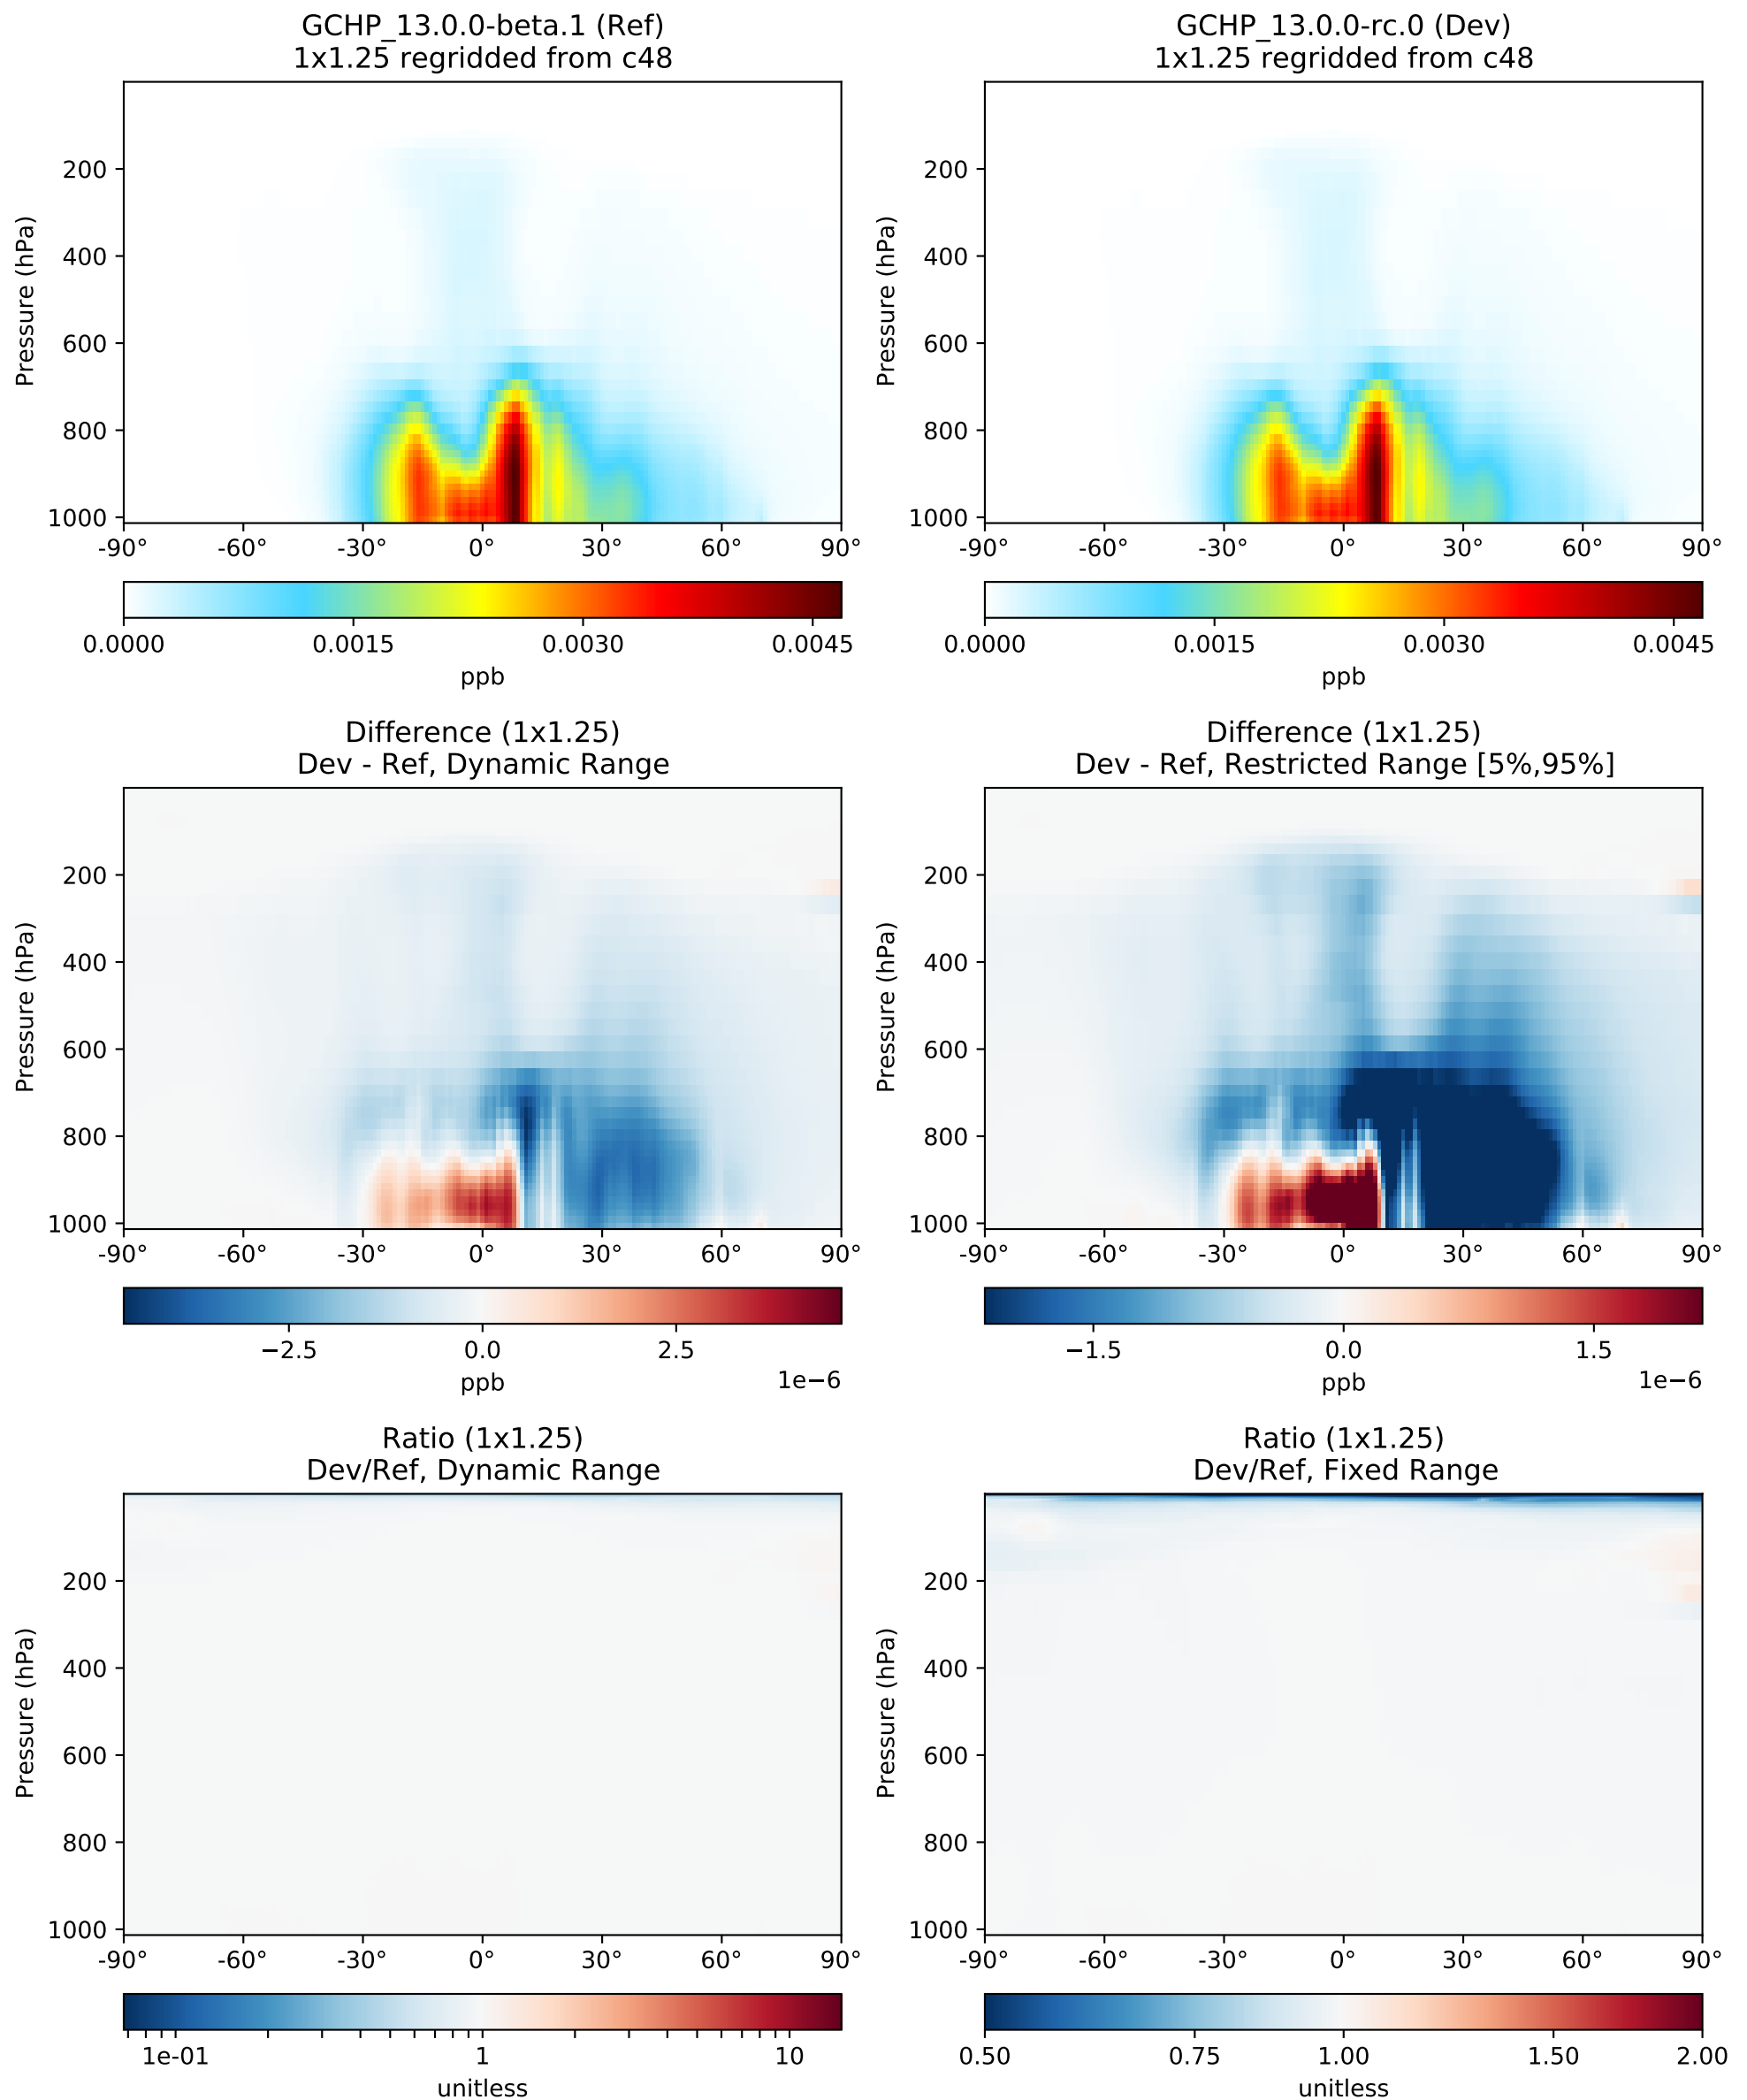 GCHP_13.0.0-beta.1 (Ref)
1x1.25 regridded from c48
Pressure (hPa)
200
400
600
800
1000
-90° -60° -30° 0° 30° 60° 90°
0.0000 0.0015 0.0030 0.0045
ppb
GCHP_13.0.0-rc.0 (Dev)
1x1.25 regridded from c48
Pressure (hPa)
200
400
600
800
1000
-90° -60° -30° 0° 30° 60° 90°
0.0000 0.0015 0.0030 0.0045
ppb
Difference (1x1.25)
Dev - Ref, Dynamic Range
Pressure (hPa)
200
400
600
800
1000
-90° -60° -30° 0° 30° 60° 90°
−2.5 0.0 2.5
1e−6
ppb
Difference (1x1.25)
Dev - Ref, Restricted Range [5%,95%]
Pressure (hPa)
200
400
600
800
1000
-90° -60° -30° 0° 30° 60° 90°
−1.5 0.0 1.5
1e−6
ppb
Ratio (1x1.25)
Dev/Ref, Dynamic Range
Pressure (hPa)
200
400
600
800
1000
-90° -60° -30° 0° 30° 60° 90°
1e-01 1 10
unitless
Ratio (1x1.25)
Dev/Ref, Fixed Range
Pressure (hPa)
200
400
600
800
1000
-90° -60° -30° 0° 30° 60° 90°
0.50 0.75 1.00 1.50 2.00
unitless